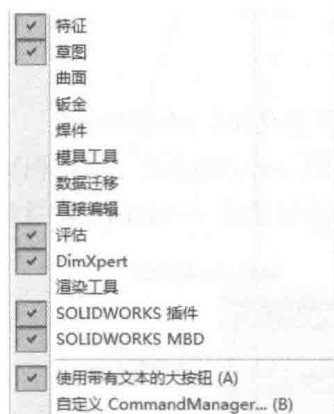 特征
草图
曲面
钣金
焊件
模具工具
数据迁移
直接编辑
评估
DimXpert
渲染工具
SOLIDWORKS 插件
SOLIDWORKS MBD
使用带有文本的大按钮 (A)
自定义 CommandManager... (B)